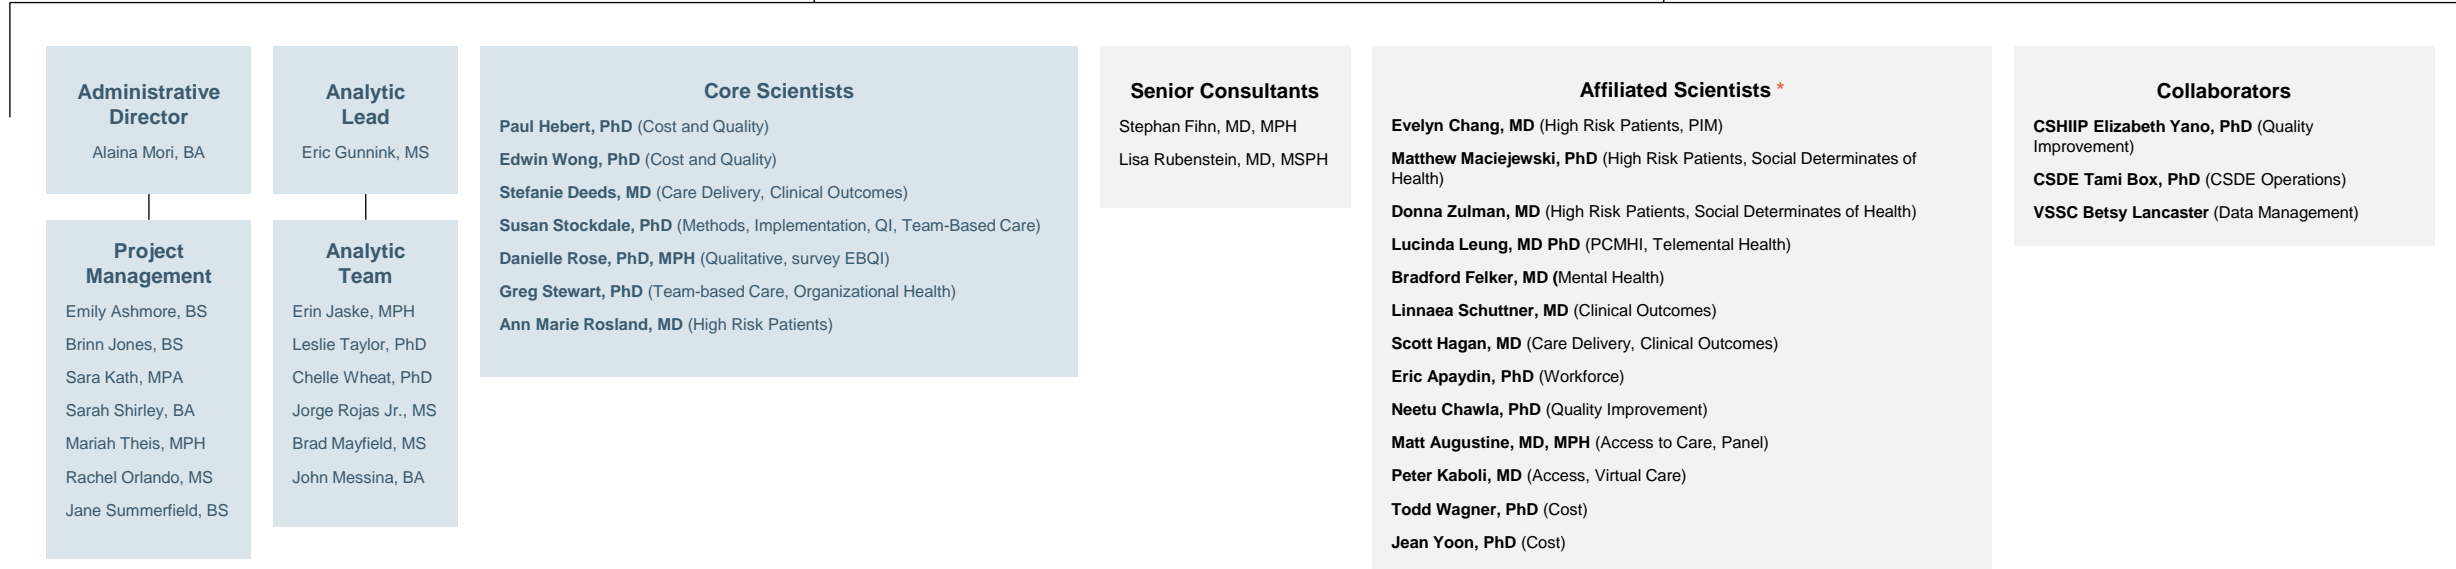 Administrative
Director
Alaina Mori, BA
Project
Management
Emily Ashmore, BS
Brinn Jones, BS
Sara Kath, MPA
Sarah Shirley, BA
Mariah Theis, MPH
Rachel Orlando, MS
Jane Summerfield, BS
Analytic
Lead
Eric Gunnink, MS
Analytic
Team
Erin Jaske, MPH
Leslie Taylor, PhD
Chelle Wheat, PhD
Jorge Rojas Jr., MS
Brad Mayfield, MS
John Messina, BA
Core Scientists
Paul Hebert, PhD (Cost and Quality)
Edwin Wong, PhD (Cost and Quality)
Stefanie Deeds, MD (Care Delivery, Clinical Outcomes)
Susan Stockdale, PhD (Methods, Implementation, QI, Team-Based Care)
Danielle Rose, PhD, MPH (Qualitative, survey EBQI)
Greg Stewart, PhD (Team-based Care, Organizational Health)
Ann Marie Rosland, MD (High Risk Patients)
Senior Consultants
Stephan Fihn, MD, MPH
Lisa Rubenstein, MD, MSPH
Affiliated Scientists *
Evelyn Chang, MD (High Risk Patients, PIM)
Matthew Maciejewski, PhD (High Risk Patients, Social Determinates of
Health)
Donna Zulman, MD (High Risk Patients, Social Determinates of Health)
Lucinda Leung, MD PhD (PCMHI, Telemental Health)
Bradford Felker, MD (Mental Health)
Linnaea Schuttner, MD (Clinical Outcomes)
Scott Hagan, MD (Care Delivery, Clinical Outcomes)
Eric Apaydin, PhD (Workforce)
Neetu Chawla, PhD (Quality Improvement)
Matt Augustine, MD, MPH (Access to Care, Panel)
Peter Kaboli, MD (Access, Virtual Care)
Todd Wagner, PhD (Cost)
Jean Yoon, PhD (Cost)
Collaborators
CSHIIP Elizabeth Yano, PhD (Quality
Improvement)
CSDE Tami Box, PhD (CSDE Operations)
VSSC Betsy Lancaster (Data Management)